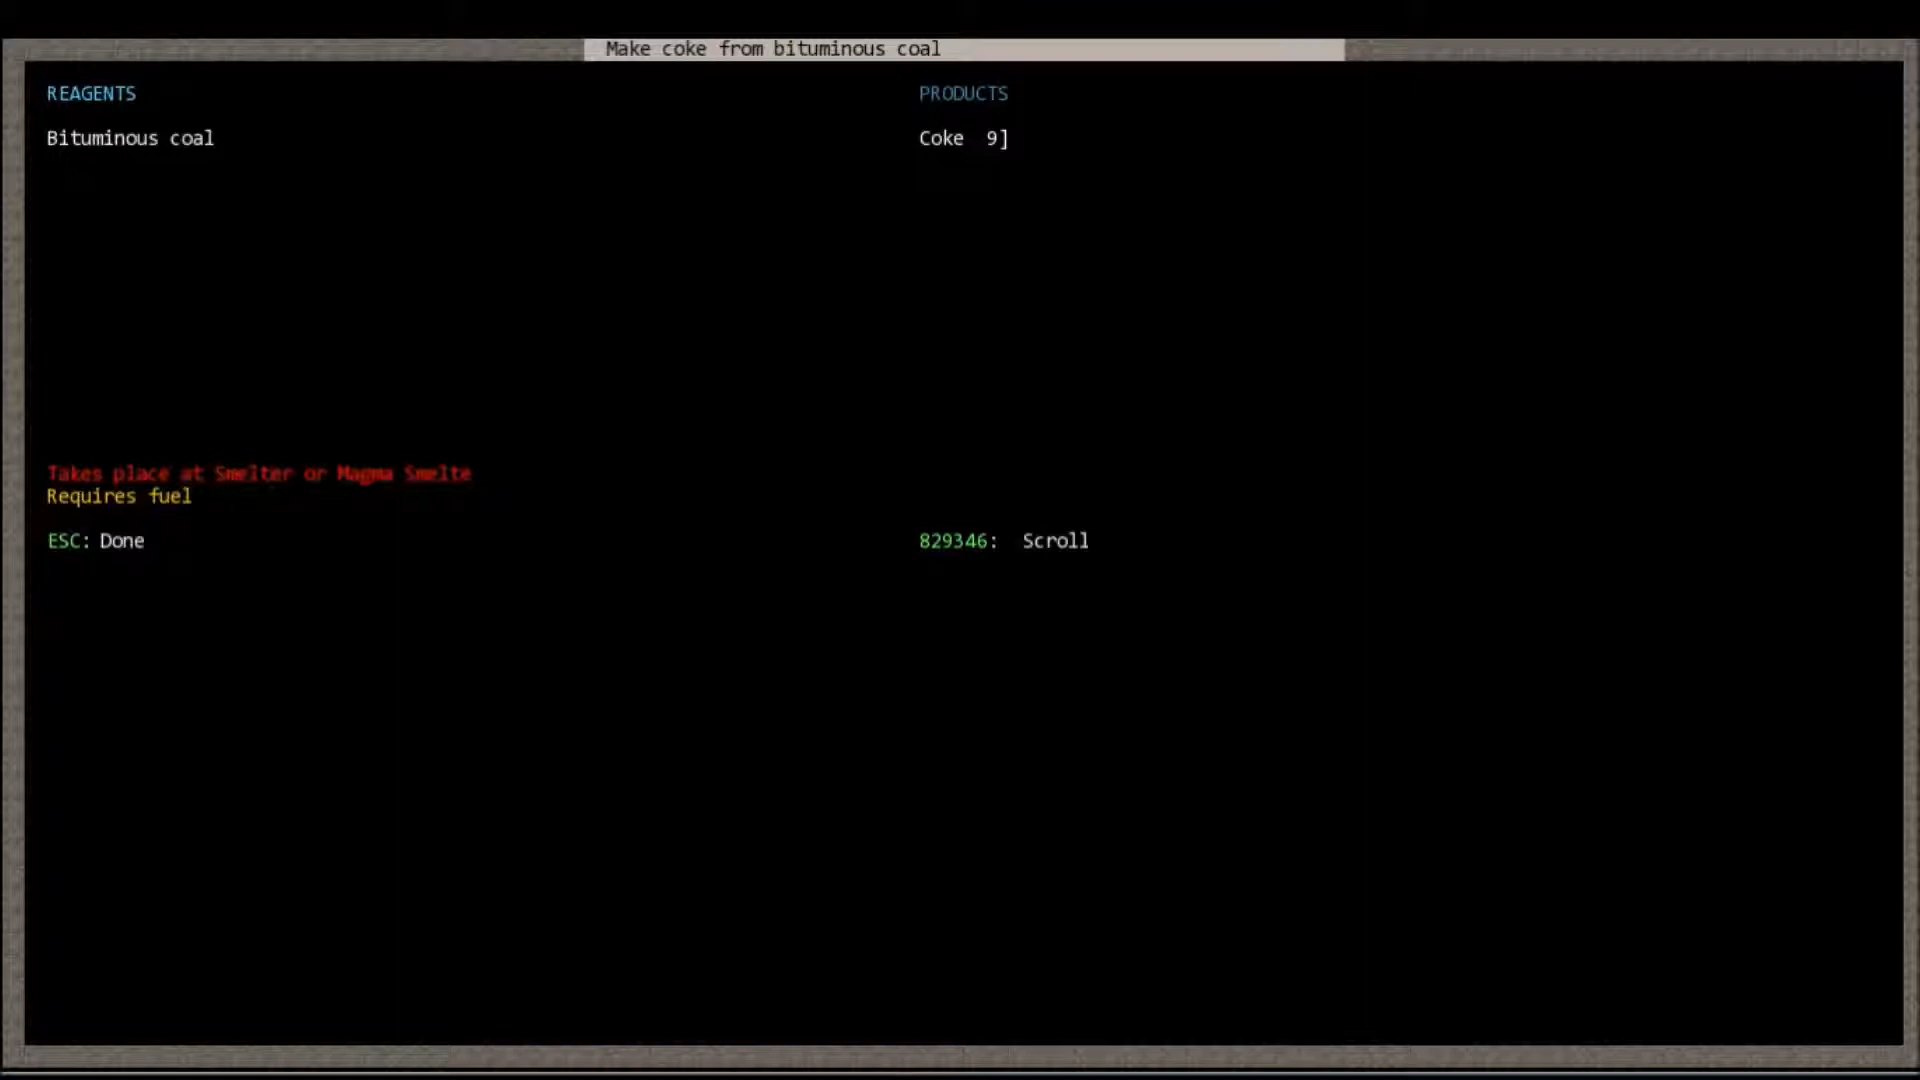 Make coke from bituminous coal
REAGENTS
PRODUCTS
Bituminous coal
Coke 9]
Takes place at Smelter or Magma Smelte
Requires fuel
ESC: Done
829346: Scroll